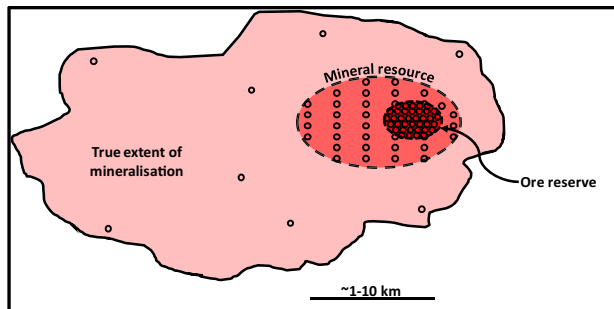 Mineral resource
True extent of
mineralisation
Ore reserve
~1-10 km